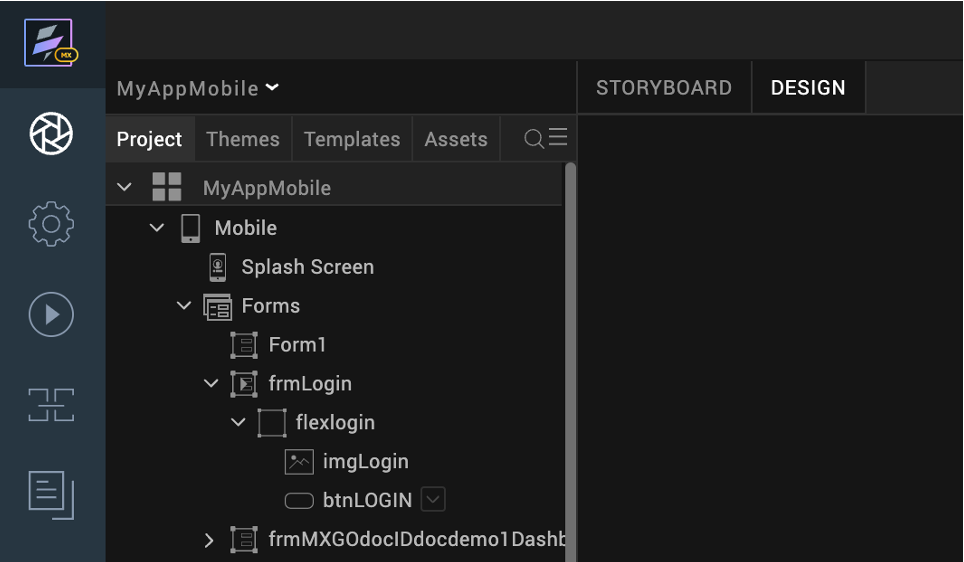 MX
MyAppMobile
STORYBOARD DESIGN
Project Themes Templates Assets
MyAppMobile
Mobile
Splash Screen
Forms
Form1
frmLogin
flexlogin
imgLogin
btnLOGIN
frmMXGOdocIDdocdemo1Dashb